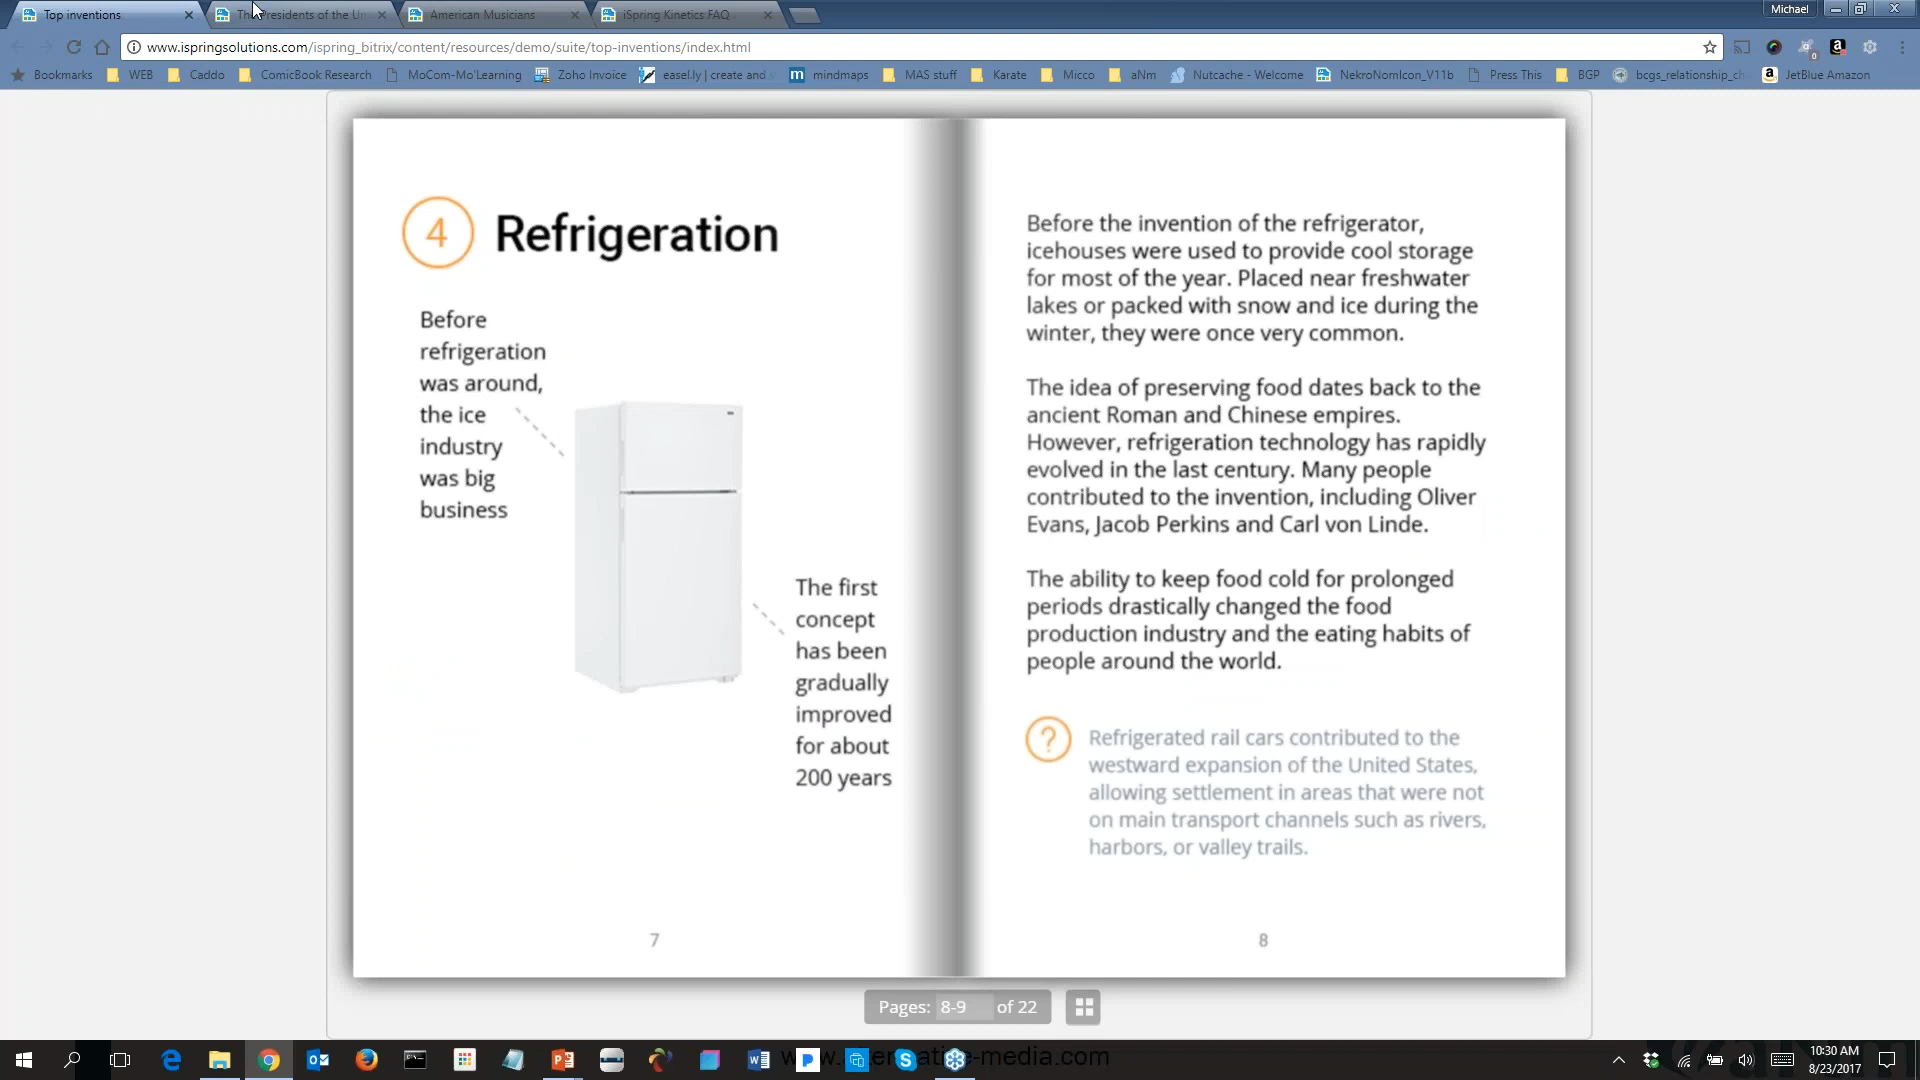 Top inventions
American Musicians
iSpring Kinetics FAQ
Michael
www.ispringsolutions.com/ispring_bitrix/content/resources/demo/suite/top-inventions/index.html
Bookmarks WEB Caddo ComicBook Research MoCom-Mo'Learning Zoho Invoice easel.ly | create and mindmaps MAS stuff Karate Micco aNm Nutcache - Welcome NekroNomIcon_V11b Press This BGP bcgs_relationship_ch JetBlue Amazon
4 Refrigeration
Before
refrigeration
was around,
the ice
industry
was big
business
The first
concept
has been
gradually
improved
for about
200 years
7
Before the invention of the refrigerator,
icehouses were used to provide cool storage
for most of the year. Placed near freshwater
lakes or packed with snow and ice during the
winter, they were once very common.
The idea of preserving food dates back to the
ancient Roman and Chinese empires.
However, refrigeration technology has rapidly
evolved in the last century. Many people
contributed to the invention, including Oliver
Evans, Jacob Perkins and Carl von Linde.
The ability to keep food cold for prolonged
periods drastically changed the food
production industry and the eating habits of
people around the world.
? Refrigerated rail cars contributed to the
westward expansion of the United States,
allowing settlement in areas that were not
on main transport channels such as rivers,
harbors, or valley trails.
8
Pages: 8-9 of 22
10:30 AM
8/23/2017